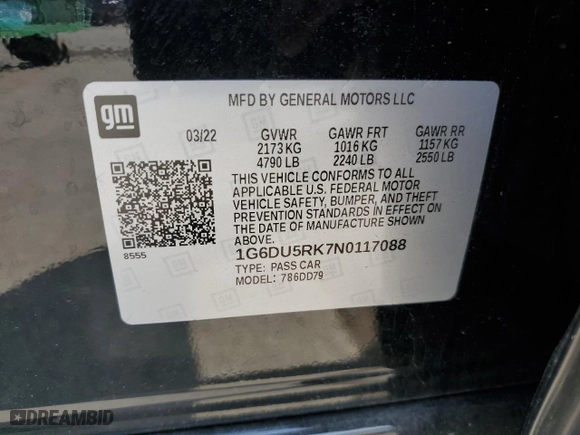 MFD BY GENERAL MOTORS LLC
gm
03/22 GVWR GAWR FRT GAWR RR
2173 KG 1016 KG 1157 KG
4790 LB 2240 LB 2550 LB
THIS VEHICLE CONFORMS TO ALL
APPLICABLE U.S. FEDERAL MOTOR
VEHICLE SAFETY, BUMPER, AND THEFT
PREVENTION STANDARDS IN EFFECT ON
THE DATE OF MANUFACTURE SHOWN
ABOVE.
8555
1G6DU5RK7N0117088
TYPE: PASS CAR
MODEL: 786DD79
DREAMBID